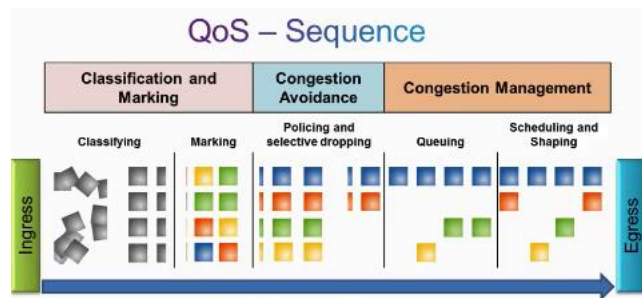 QoS – Sequence
Classification and
Marking
Congestion
Avoidance
Congestion Management
Classifying
Marking
Policing and
selective dropping
Queuing
Scheduling and
Shaping
Ingress
Egress